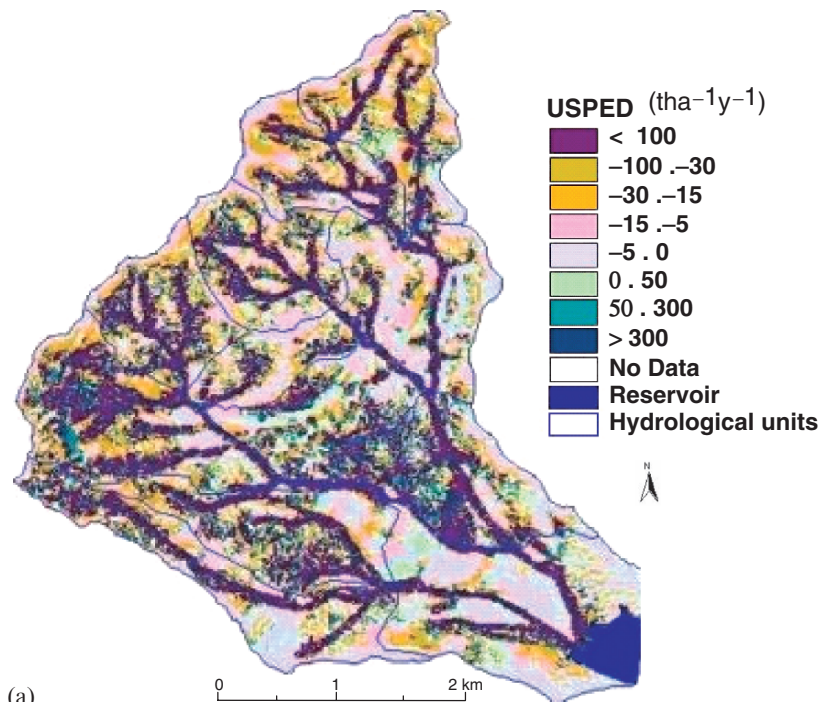 USPED (tha−1y−1)
< 100
−100 .−30
−30 .−15
−15 .−5
−5 . 0
0 . 50
50 . 300
> 300
No Data
Reservoir
Hydrological units
N
(a)
0 1 2 km